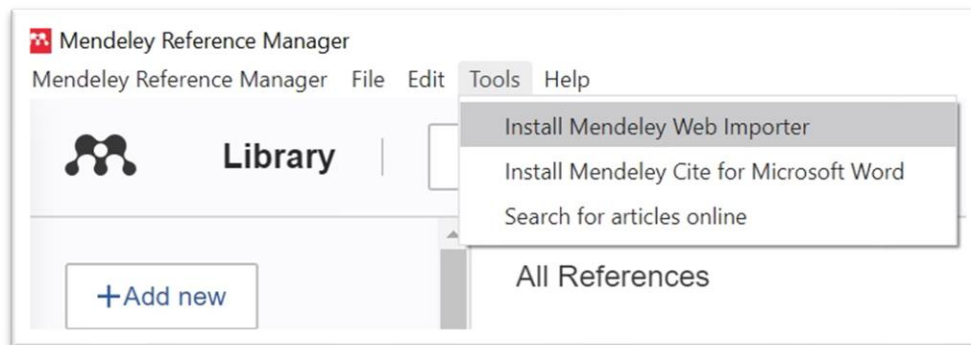 Mendeley Reference Manager
Mendeley Reference Manager File Edit Tools Help
Install Mendeley Web Importer
Library
Install Mendeley Cite for Microsoft Word
Search for articles online
+Add new
All References